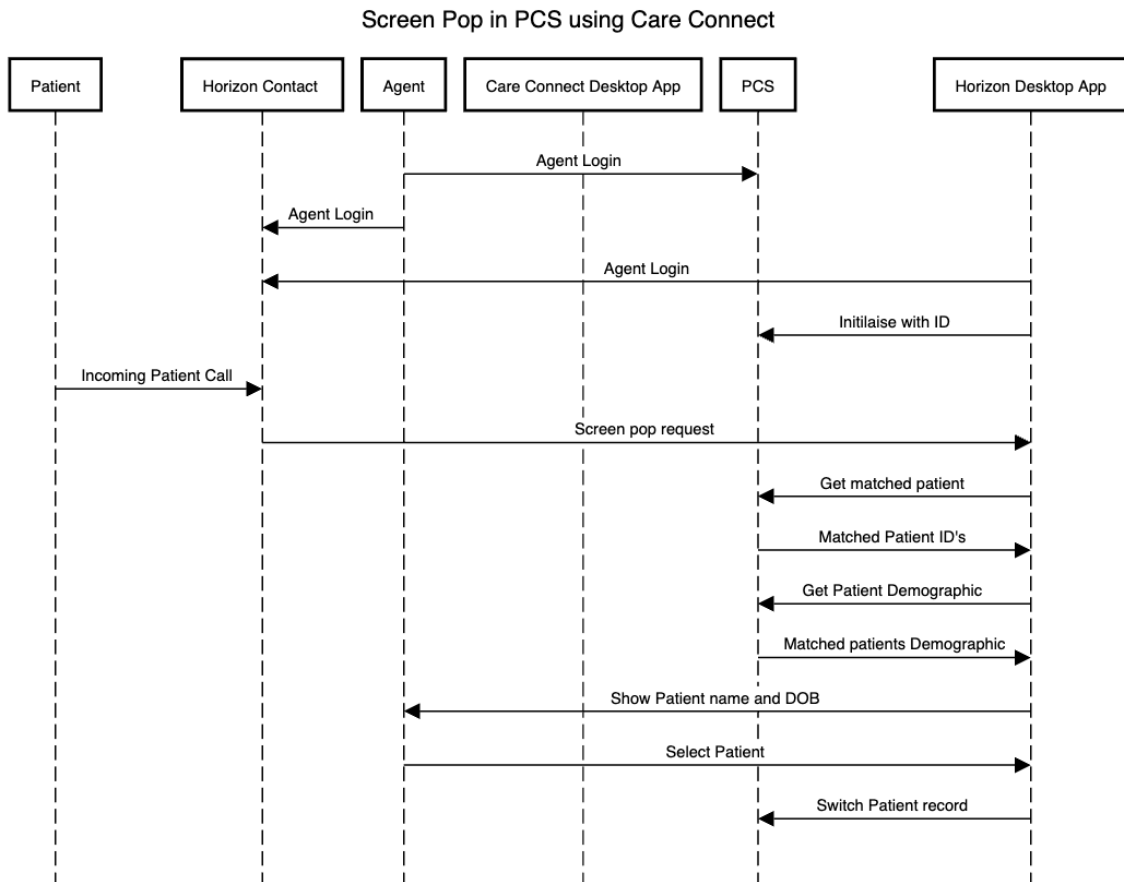 Screen Pop in PCS using Care Connect
Patient
Horizon Contact
Agent
Care Connect Desktop App
PCS
Horizon Desktop App
Agent Login
Agent Login
Agent Login
Initilaise with ID
Incoming Patient Call
Screen pop request
Get matched patient
Matched Patient ID's
Get Patient Demographic
Matched patients Demographic
Show Patient name and DOB
Select Patient
Switch Patient record